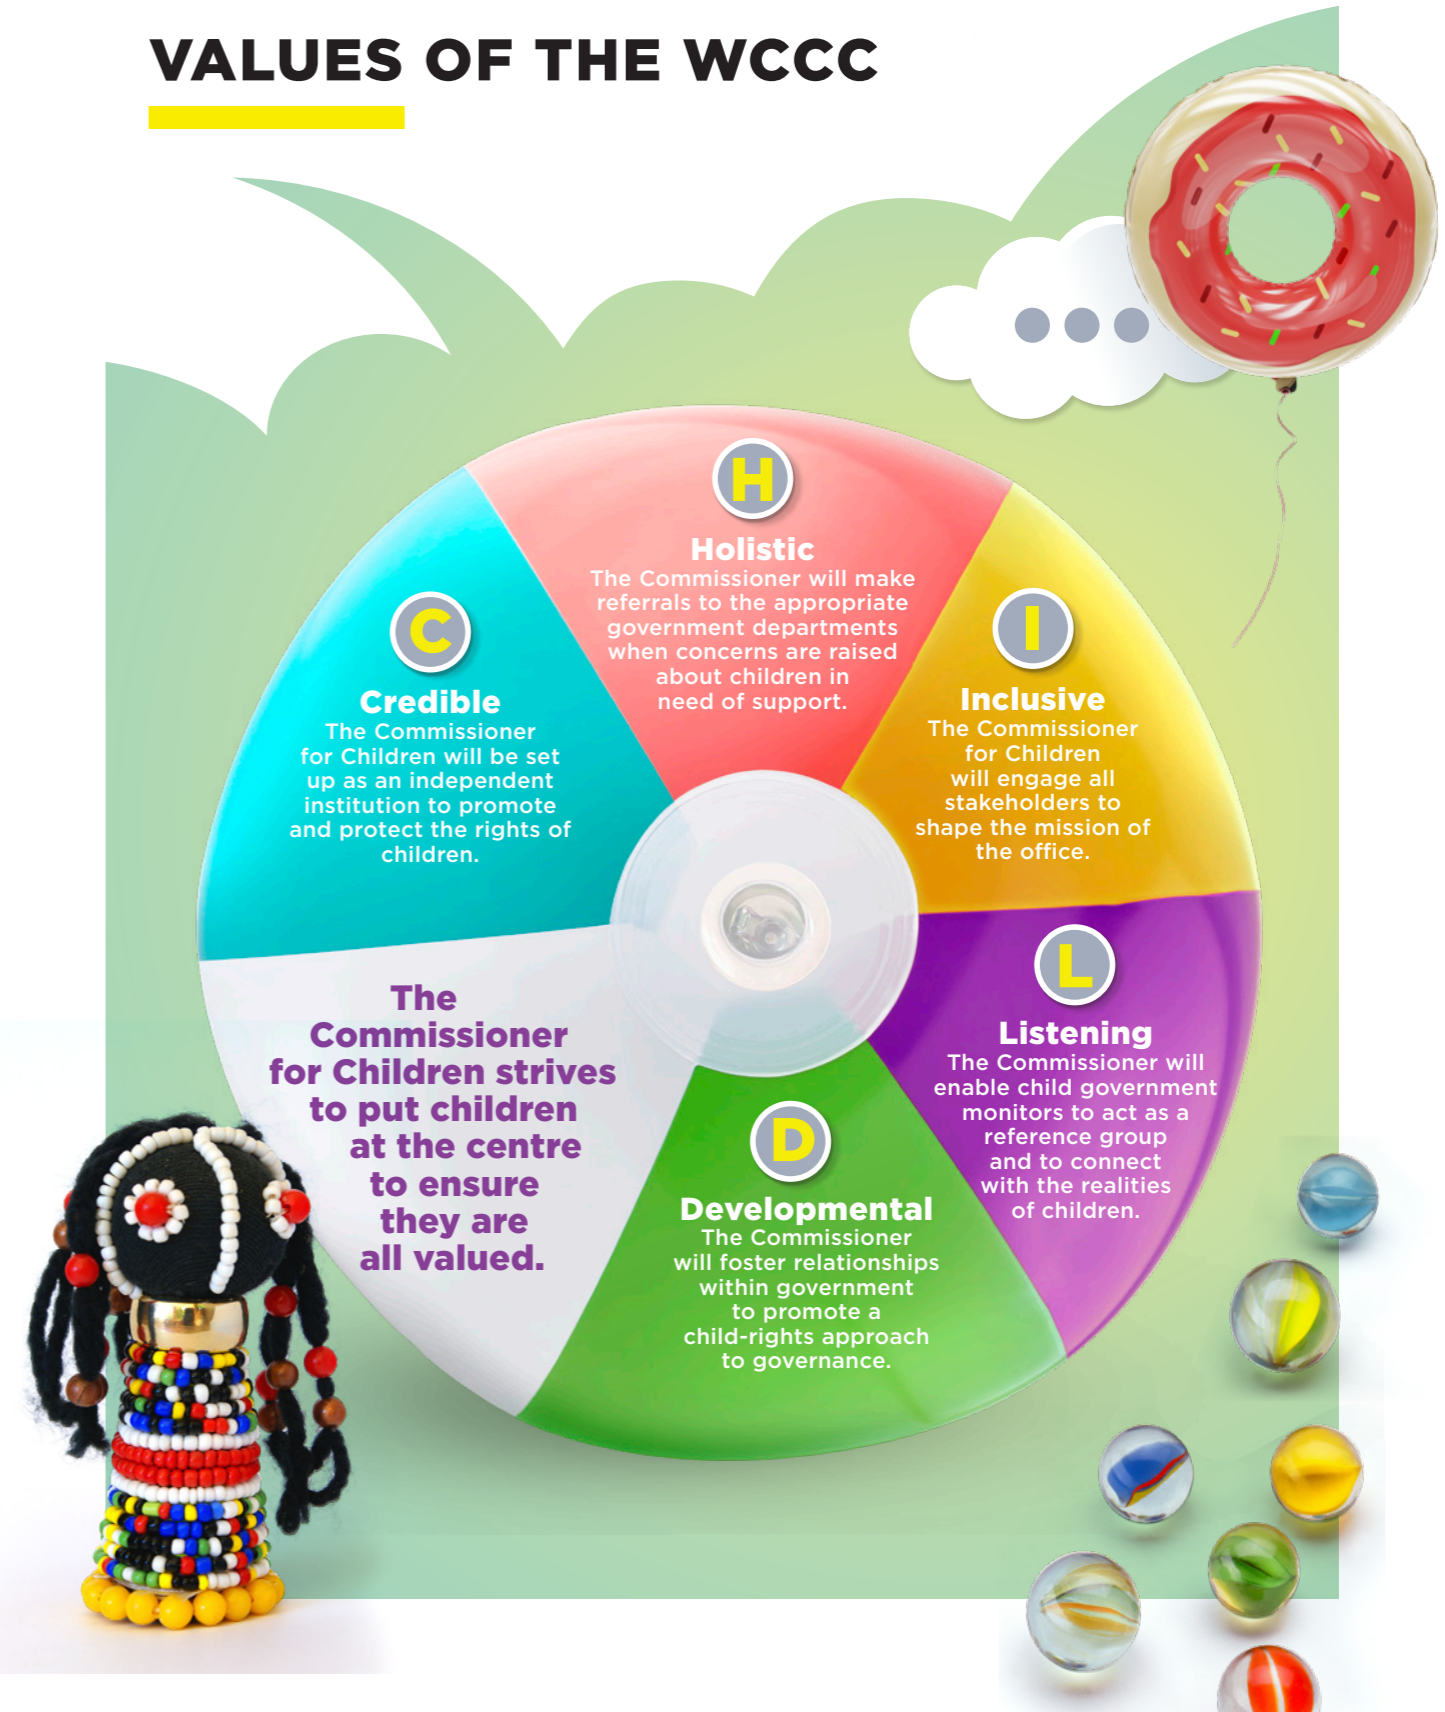 VALUES OF THE WCCC
C
Credible
The Commissioner
for Children will be set
up as an independent
institution to promote
and protect the rights of
children.
H
Holistic
The Commissioner will make
referrals to the appropriate
government departments
when concerns are raised
about children in
need of support.
I
Inclusive
The Commissioner
for Children
will engage all
stakeholders to
shape the mission of
the office.
L
Listening
The Commissioner will
enable child government
monitors to act as a
reference group
and to connect
with the realities
of children.
D
Developmental
The Commissioner
will foster relationships
within government
to promote a
child-rights approach
to governance.
The
Commissioner
for Children strives
to put children
at the centre
to ensure
they are
all valued.